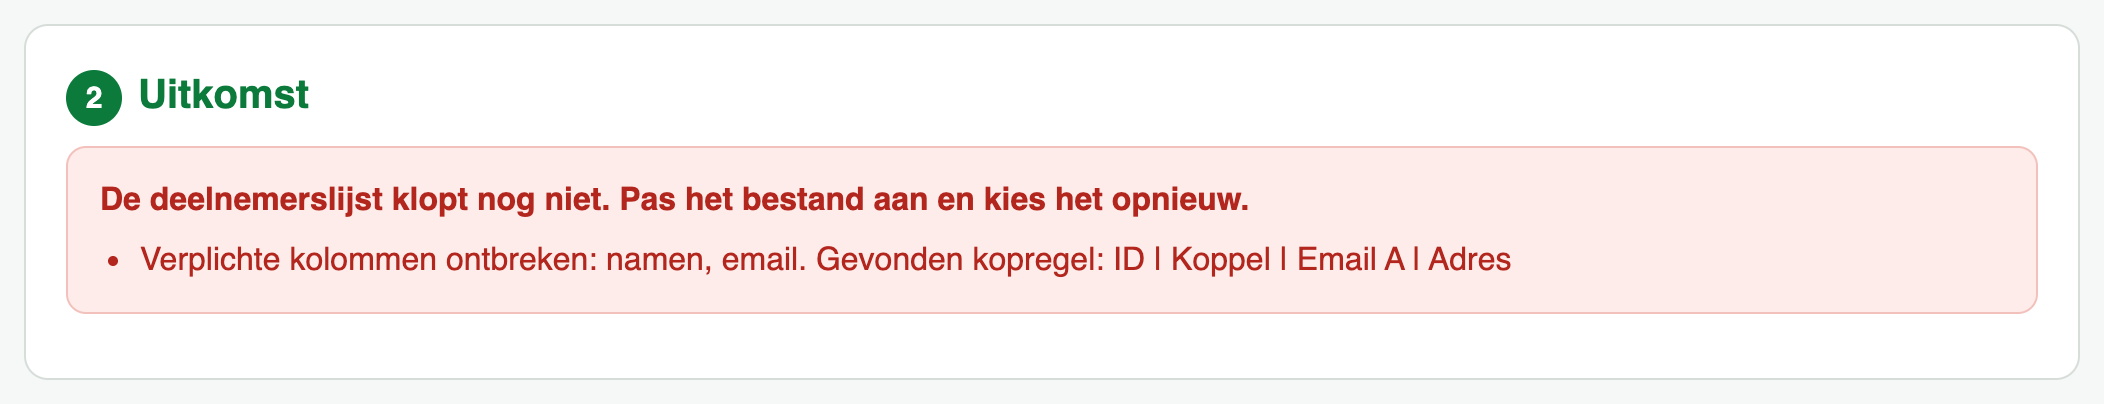 2 Uitkomst
De deelnemerslijst klopt nog niet. Pas het bestand aan en kies het opnieuw.
• Verplichte kolommen ontbreken: namen, email. Gevonden kopregel: ID | Koppel | Email A | Adres